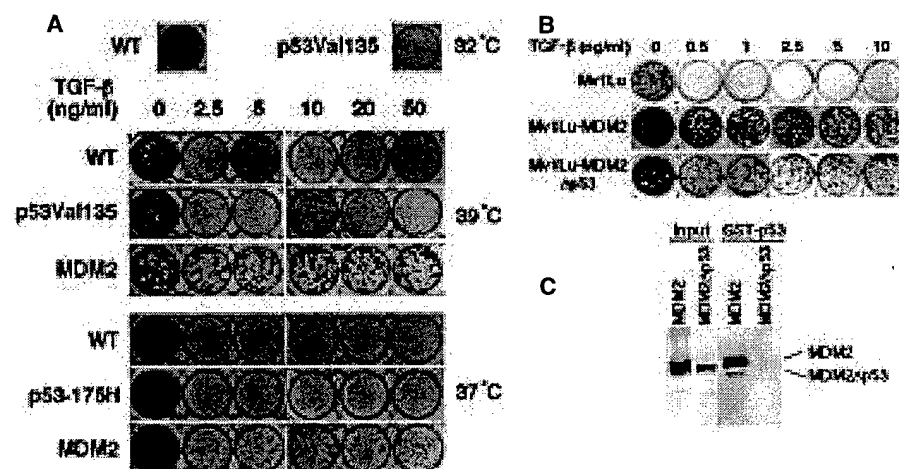 A
WT p53Val135 32°C
TGF-β
(ng/ml) 0 2.5 5 10 20 50
WT
p53Val135 39°C
MDM2
WT
p53-175H 37°C
MDM2
B
TGF-β (ng/ml) 0 0.5 1 2.5 5 10
Mv1Lu
Mv1Lu-MDM2
Mv1Lu-MDM2
Δp53
C
Input GST-p53
MDM2 MDM2Δp53 MDM2 MDM2Δp53
MDM2
MDM2Δp53